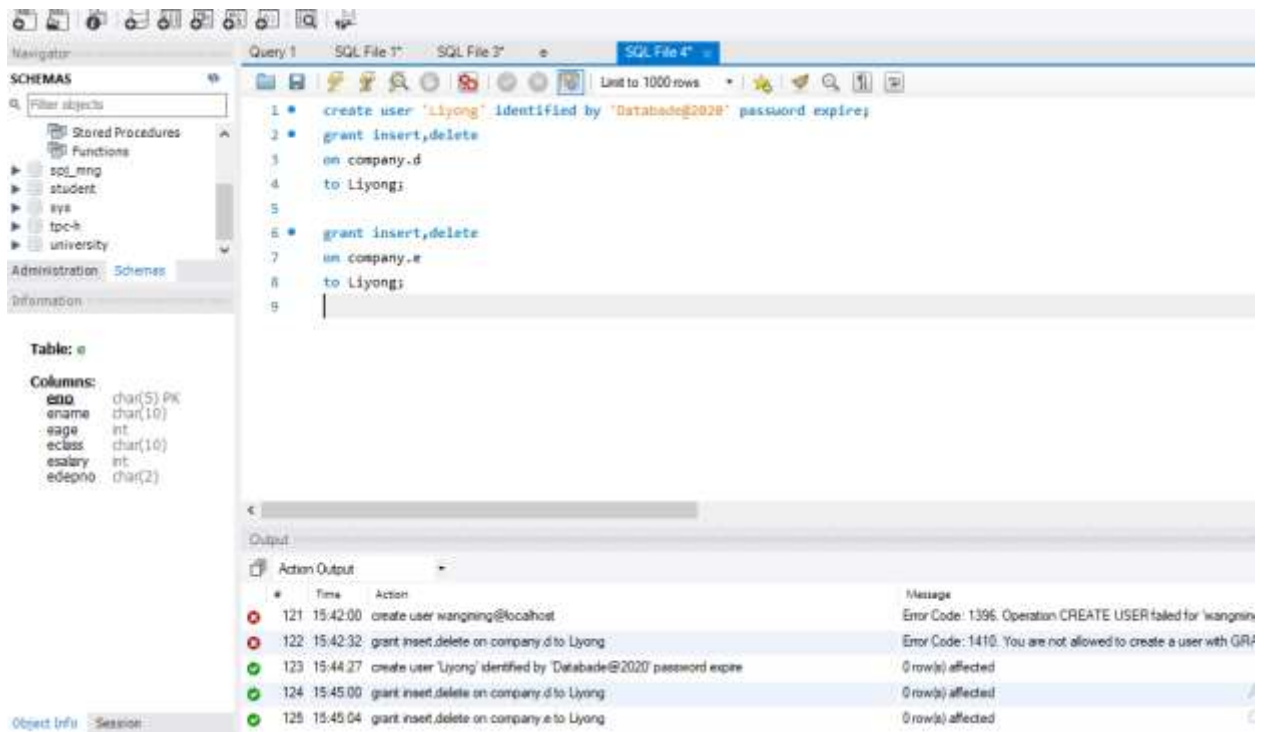 Navigator
Query 1 SQL File 1* SQL File 3* e SQL File 4*
SCHEMAS
Filter objects
Limit to 1000 rows
Stored Procedures
Functions
spj_mng
student
sys
tpc-h
university
Administration Schemas
Information
Table: e
Columns:
eno char(5) PK
ename char(10)
eage int
eclass char(10)
esalary int
edepno char(2)
1 create user 'Liyong' identified by 'Databade@2020' password expire;
2 grant insert,delete
3 on company.d
4 to Liyong;
5
6 grant insert,delete
7 on company.e
8 to Liyong;
9
Output
Action Output
# Time Action Message
121 15:42:00 create user wangming@localhost Error Code: 1396. Operation CREATE USER failed for 'wangming
122 15:42:32 grant insert,delete on company.d to Liyong Error Code: 1410. You are not allowed to create a user with GRA
123 15:44:27 create user 'Liyong' identified by 'Databade@2020' password expire 0 row(s) affected
124 15:45:00 grant insert,delete on company.d to Liyong 0 row(s) affected
125 15:45:04 grant insert,delete on company.e to Liyong 0 row(s) affected
Object Info Session